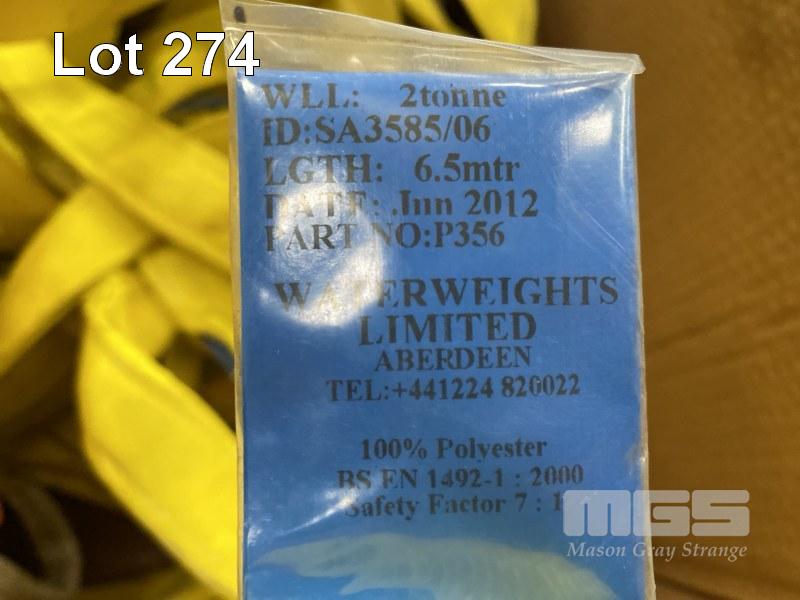 Lot 274
WLL: 2tonne
ID:SA3585/06
LGTH: 6.5mtr
DATE: Jun 2012
PART NO:P356
WATERWEIGHTS
LIMITED
ABERDEEN
TEL:+441224 820022
100% Polyester
BS EN 1492-1 : 2000
Safety Factor 7 : 1
MGS
Mason Gray Strange